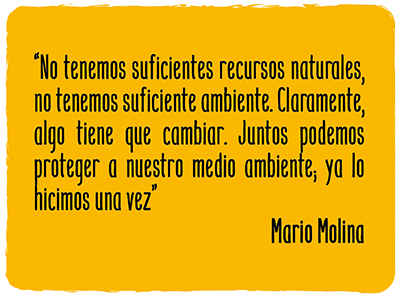 “No tenemos suficientes recursos naturales,
no tenemos suficiente ambiente. Claramente,
algo tiene que cambiar. Juntos podemos
proteger a nuestro medio ambiente; ya lo
hicimos una vez”
Mario Molina